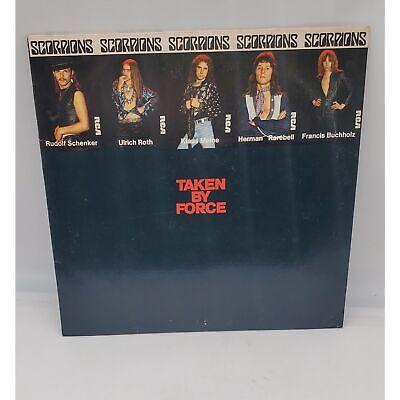 SCORPIONS SCORPIONS SCORPIONS SCORPIONS SCORPIONS
RCA RCA RCA RCA RCA
Rudolf Schenker Ulrich Roth Klaus Meine Herman Rarebell Francis Buchholz
TAKEN
BY
FORCE